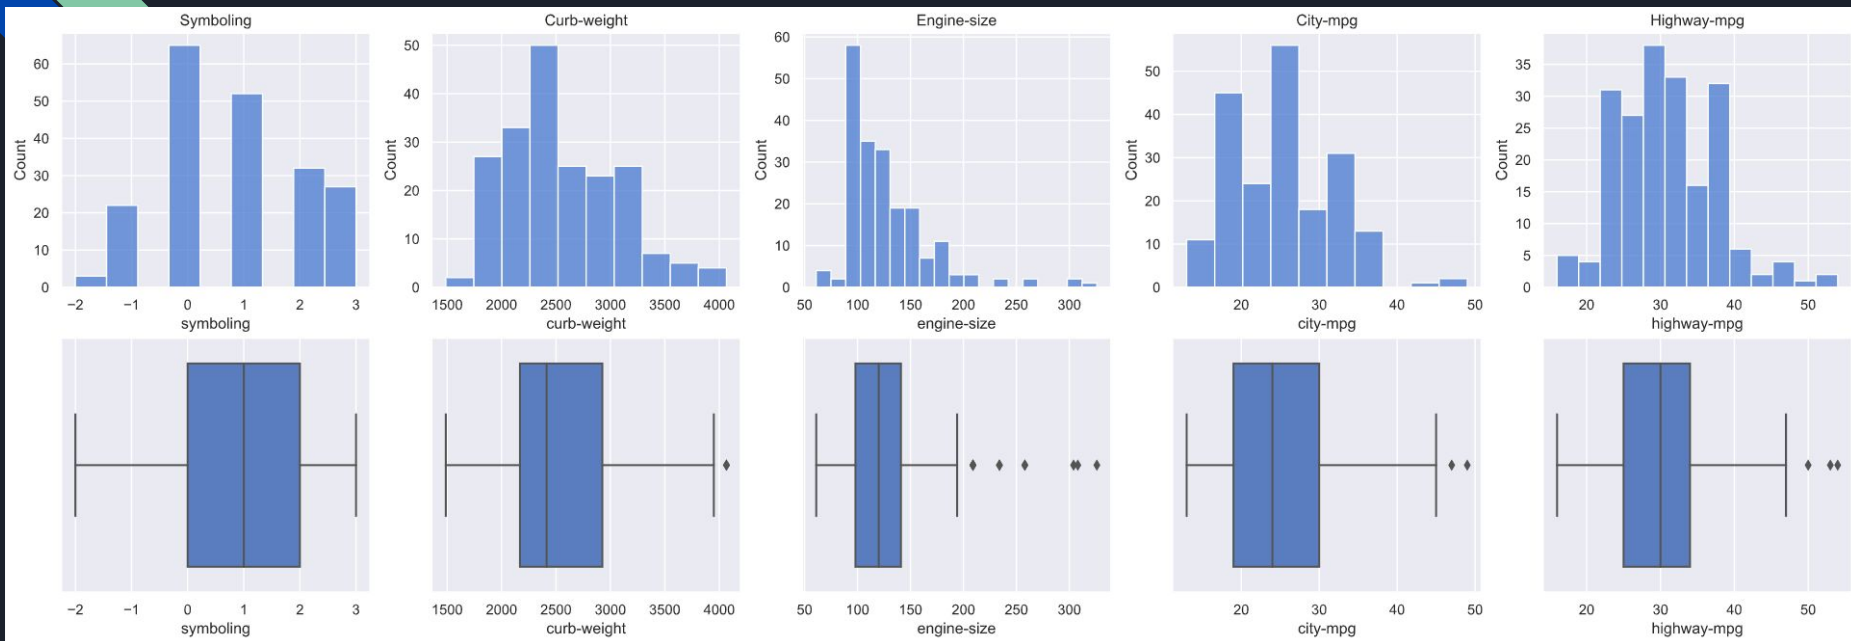 Symboling
Count
60
50
40
30
20
10
0
−2 −1 0 1 2 3
symboling
Curb-weight
Count
50
40
30
20
10
0
1500 2000 2500 3000 3500 4000
curb-weight
Engine-size
Count
60
50
40
30
20
10
0
50 100 150 200 250 300
engine-size
City-mpg
Count
50
40
30
20
10
0
20 30 40 50
city-mpg
Highway-mpg
Count
35
30
25
20
15
10
5
0
20 30 40 50
highway-mpg
−2 −1 0 1 2 3
symboling
1500 2000 2500 3000 3500 4000
curb-weight
50 100 150 200 250 300
engine-size
20 30 40 50
city-mpg
20 30 40 50
highway-mpg